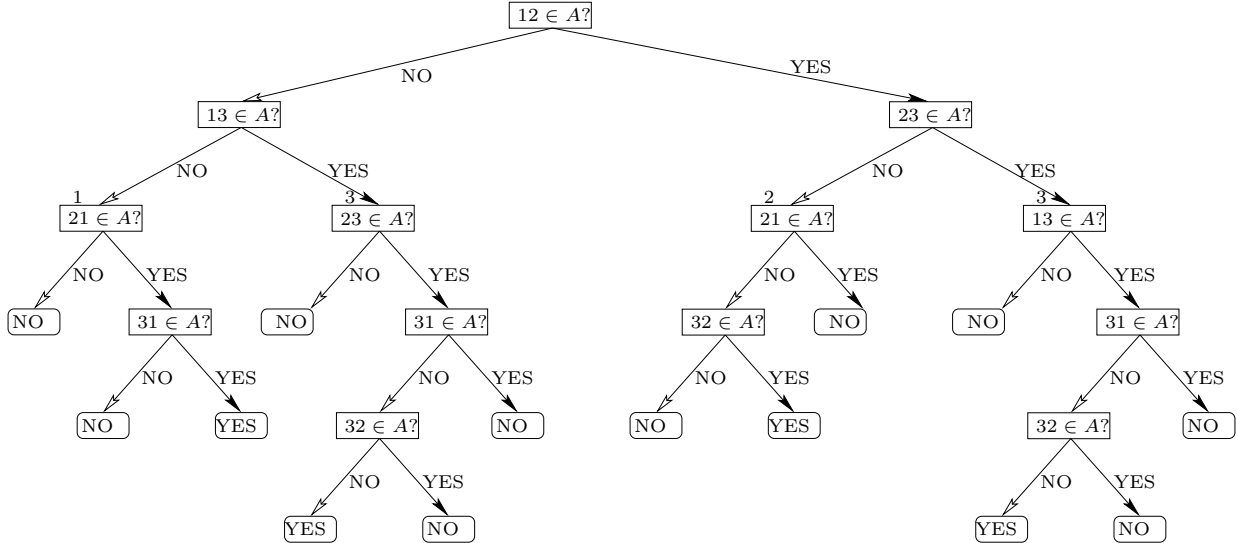 12 ∈ A?
NO YES
13 ∈ A? 23 ∈ A?
NO YES NO YES
1 3 2 3
21 ∈ A? 23 ∈ A? 21 ∈ A? 13 ∈ A?
NO YES NO YES NO YES NO YES
NO 31 ∈ A? NO 31 ∈ A? 32 ∈ A? NO NO 31 ∈ A?
NO YES NO YES NO YES NO YES
NO YES 32 ∈ A? NO NO YES 32 ∈ A? NO
NO YES NO YES
YES NO YES NO